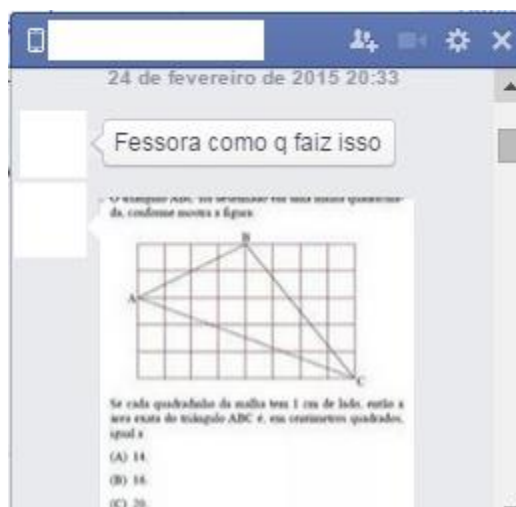 24 de fevereiro de 2015 20:33
Fessora como q faiz isso
O triângulo ABC, foi desenhado em uma malha quadricula-
da, conforme mostra a figura:
B
A
C
Se cada quadradinho da malha tem 1 cm de lado, então a
área exata do triângulo ABC é, em centímetros quadrados,
igual a
(A) 14.
(B) 16.
(C) 20.